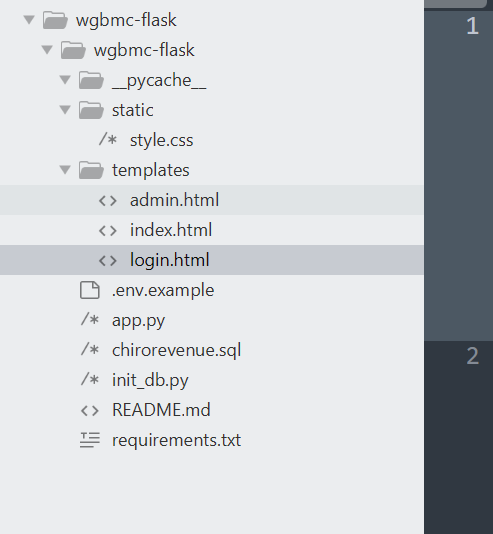 wgbmc-flask
1
wgbmc-flask
__pycache__
static
style.css
templates
admin.html
index.html
login.html
.env.example
app.py
chirorevenue.sql
2
init_db.py
README.md
requirements.txt